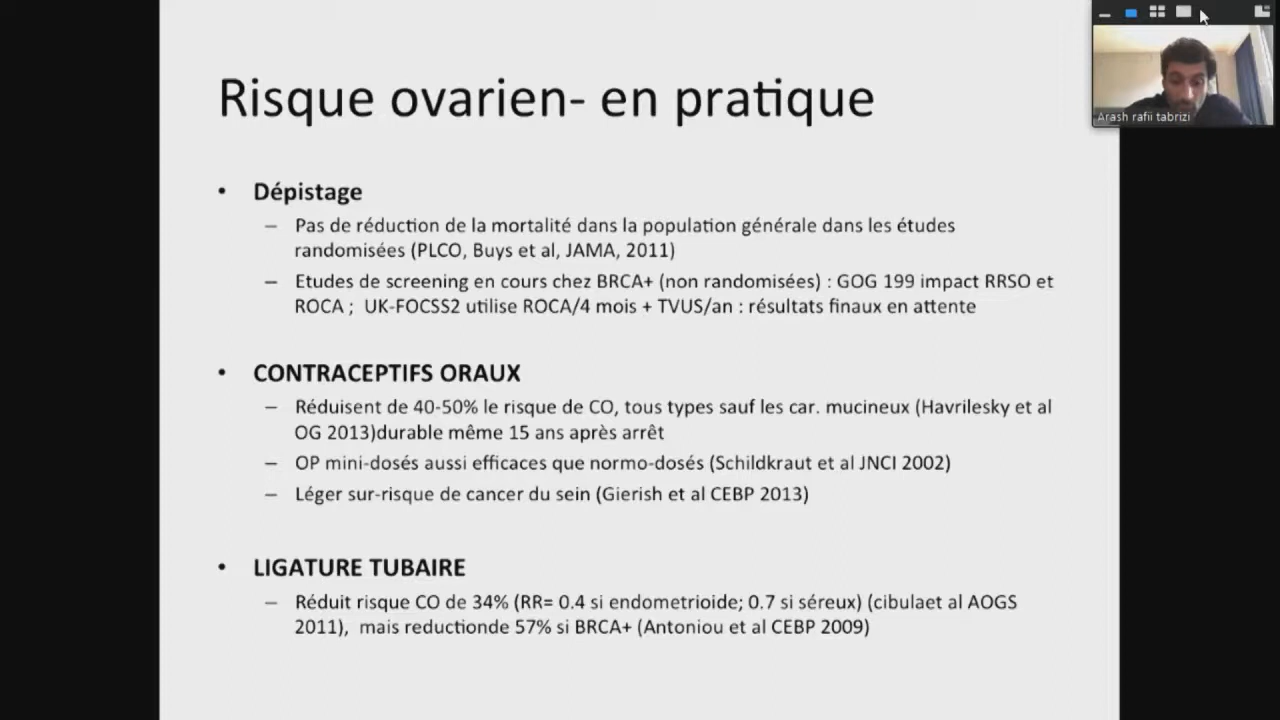 Risque ovarien- en pratique
Arash rafii tabrizi
• Dépistage
– Pas de réduction de la mortalité dans la population générale dans les études
randomisées (PLCO, Buys et al, JAMA, 2011)
– Etudes de screening en cours chez BRCA+ (non randomisées) : GOG 199 impact RRSO et
ROCA ; UK-FOCSS2 utilise ROCA/4 mois + TVUS/an : résultats finaux en attente
• CONTRACEPTIFS ORAUX
– Réduisent de 40-50% le risque de CO, tous types sauf les car. mucineux (Havrilesky et al
OG 2013)durable même 15 ans après arrêt
– OP mini-dosés aussi efficaces que normo-dosés (Schildkraut et al JNCI 2002)
– Léger sur-risque de cancer du sein (Gierish et al CEBP 2013)
• LIGATURE TUBAIRE
– Réduit risque CO de 34% (RR= 0.4 si endometrioide; 0.7 si séreux) (cibulaet al AOGS
2011), mais reductionde 57% si BRCA+ (Antoniou et al CEBP 2009)